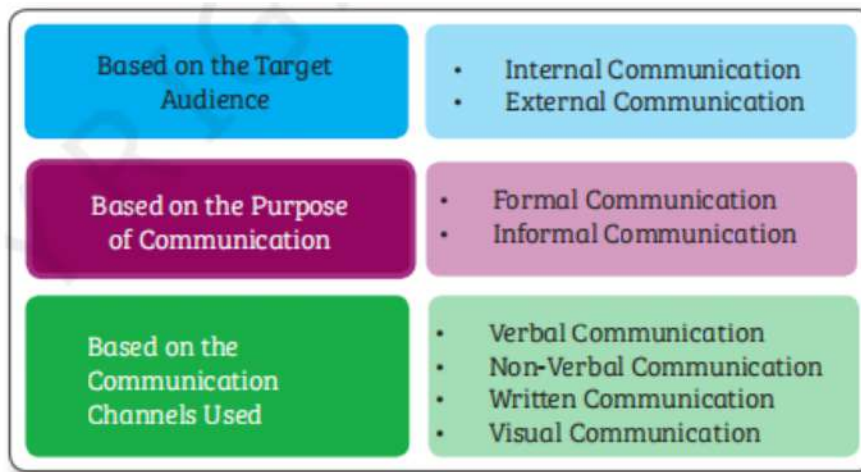 Based on the Target
Audience
• Internal Communication
• External Communication
Based on the Purpose
of Communication
• Formal Communication
• Informal Communication
Based on the
Communication
Channels Used
• Verbal Communication
• Non-Verbal Communication
• Written Communication
• Visual Communication